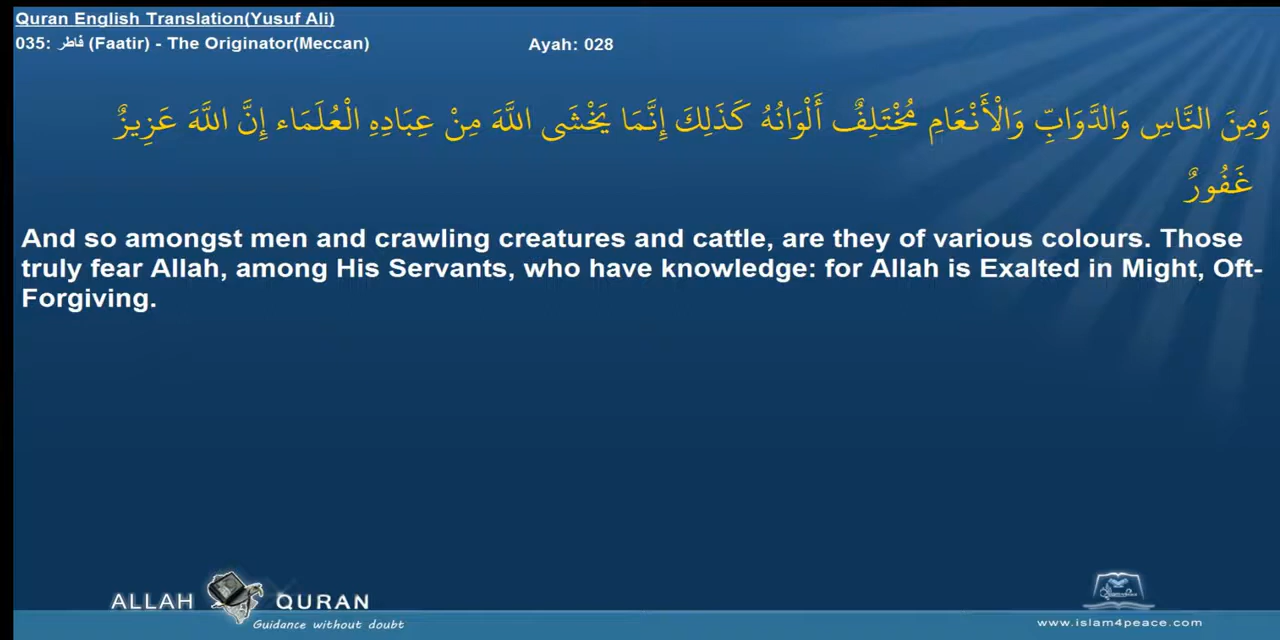 Quran English Translation(Yusuf Ali)
035: فاطر (Faatir) - The Originator(Meccan)
Ayah: 028
وَمِنَ النَّاسِ وَالدَّوَابِّ وَالْأَنْعَامِ مُخْتَلِفٌ أَلْوَانُهُ كَذَلِكَ إِنَّمَا يَخْشَى اللَّهَ مِنْ عِبَادِهِ الْعُلَمَاء إِنَّ اللَّهَ عَزِيزٌ
غَفُورٌ
And so amongst men and crawling creatures and cattle, are they of various colours. Those
truly fear Allah, among His Servants, who have knowledge: for Allah is Exalted in Might, Oft-
Forgiving.
ALLAH QURAN
Guidance without doubt
www.islam4peace.com